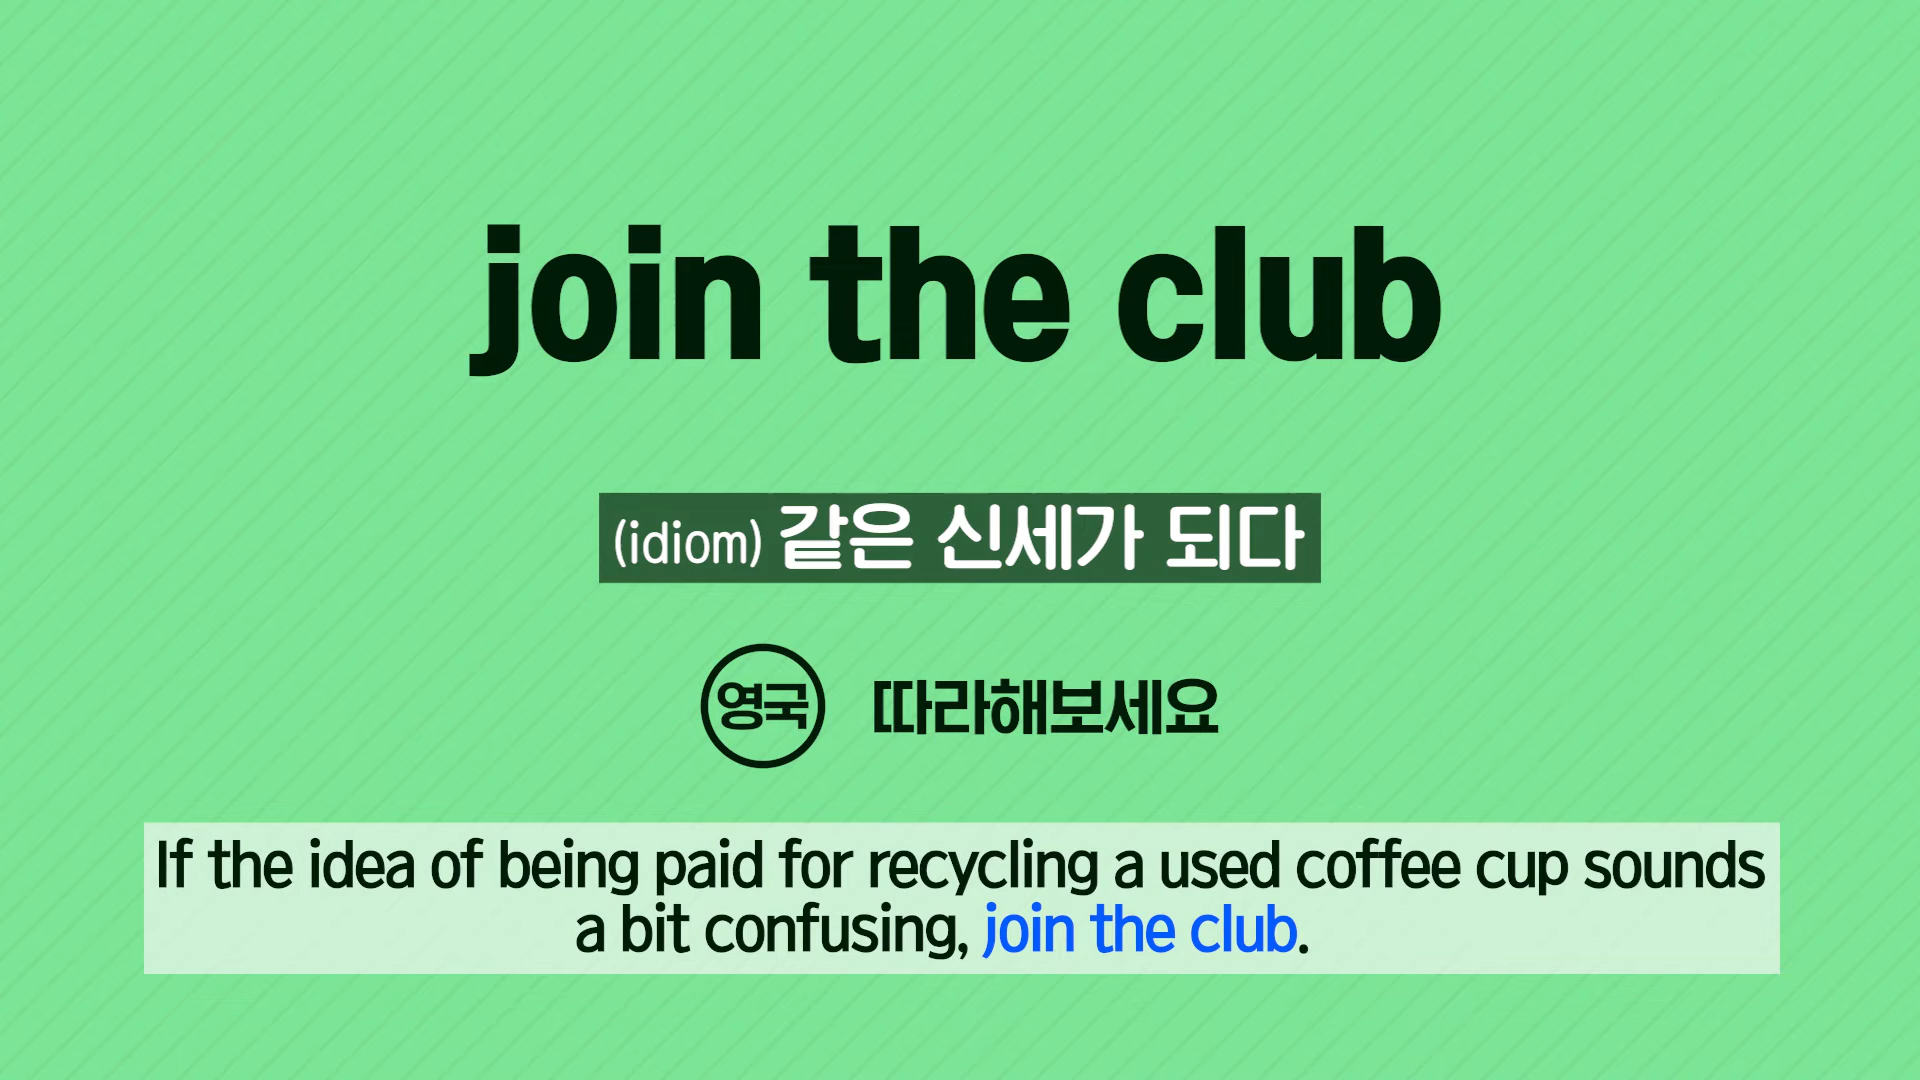 join the club
(idiom) 같은 신세가 되다
영국 따라해보세요
If the idea of being paid for recycling a used coffee cup sounds
a bit confusing, join the club.